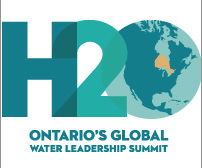 H2O
ONTARIO'S GLOBAL
WATER LEADERSHIP SUMMIT